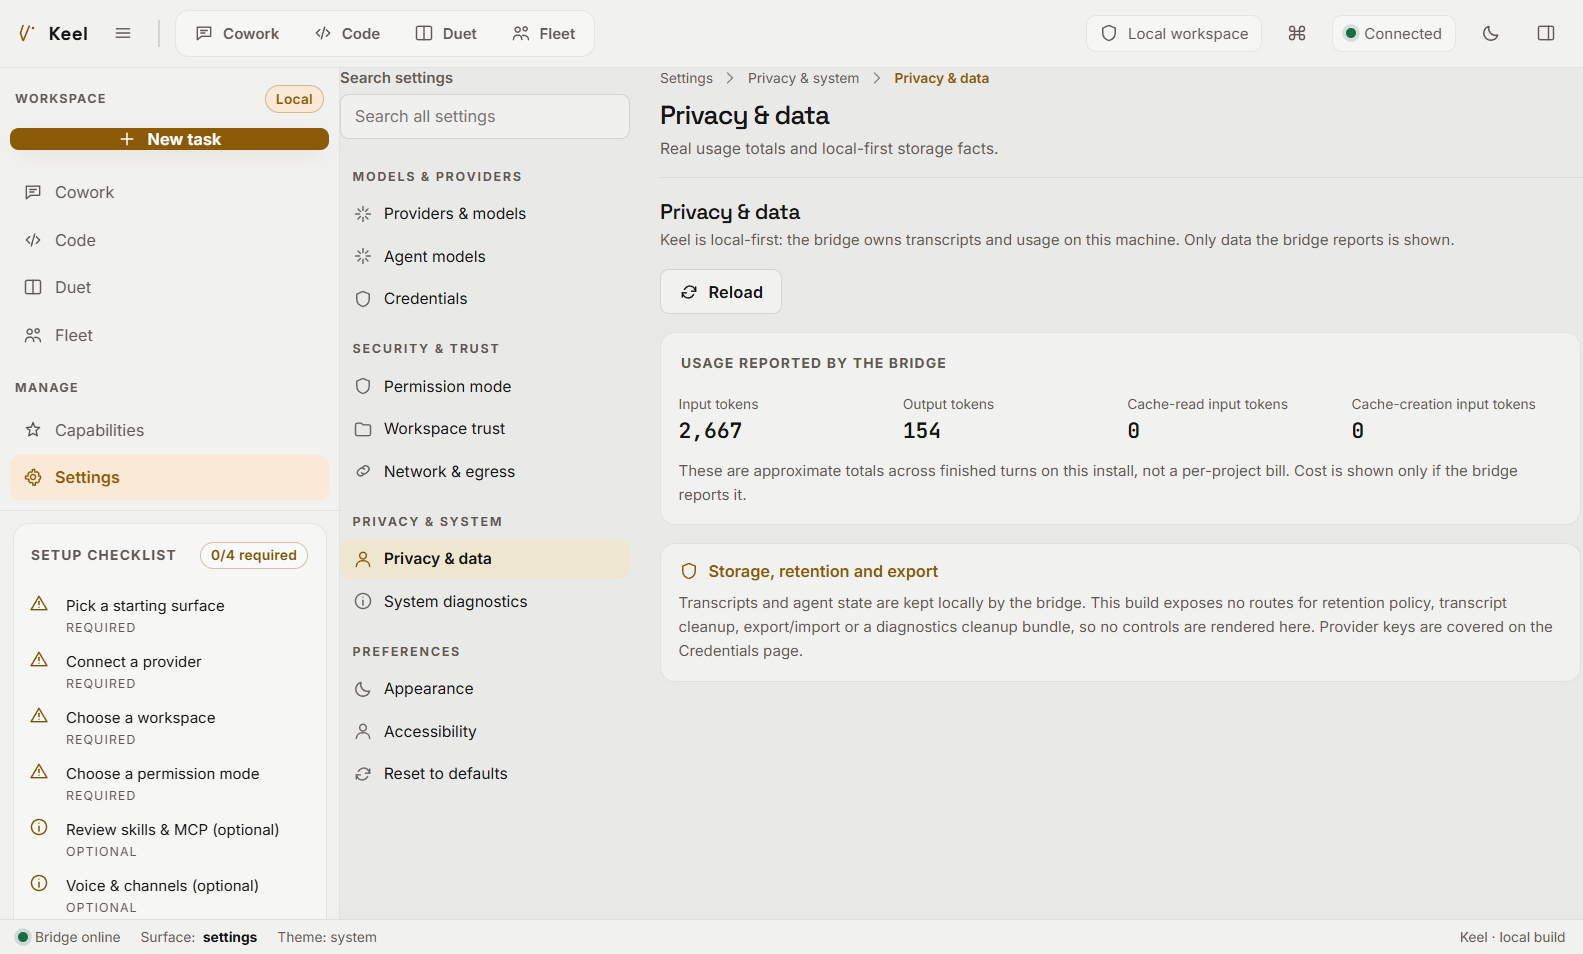 Keel
Cowork
Code
Duet
Fleet
Local workspace
Connected
WORKSPACE
Local
New task
Cowork
Code
Duet
Fleet
MANAGE
Capabilities
Settings
SETUP CHECKLIST
0/4 required
Pick a starting surface
REQUIRED
Connect a provider
REQUIRED
Choose a workspace
REQUIRED
Choose a permission mode
REQUIRED
Review skills & MCP (optional)
OPTIONAL
Voice & channels (optional)
OPTIONAL
Search settings
Search all settings
MODELS & PROVIDERS
Providers & models
Agent models
Credentials
SECURITY & TRUST
Permission mode
Workspace trust
Network & egress
PRIVACY & SYSTEM
Privacy & data
System diagnostics
PREFERENCES
Appearance
Accessibility
Reset to defaults
Settings
Privacy & system
Privacy & data
Privacy & data
Real usage totals and local-first storage facts.
Privacy & data
Keel is local-first: the bridge owns transcripts and usage on this machine. Only data the bridge reports is shown.
Reload
USAGE REPORTED BY THE BRIDGE
Input tokens
2,667
Output tokens
154
Cache-read input tokens
0
Cache-creation input tokens
0
These are approximate totals across finished turns on this install, not a per-project bill. Cost is shown only if the bridge
reports it.
Storage, retention and export
Transcripts and agent state are kept locally by the bridge. This build exposes no routes for retention policy, transcript
cleanup, export/import or a diagnostics cleanup bundle, so no controls are rendered here. Provider keys are covered on the
Credentials page.
Bridge online
Surface: settings
Theme: system
Keel · local build